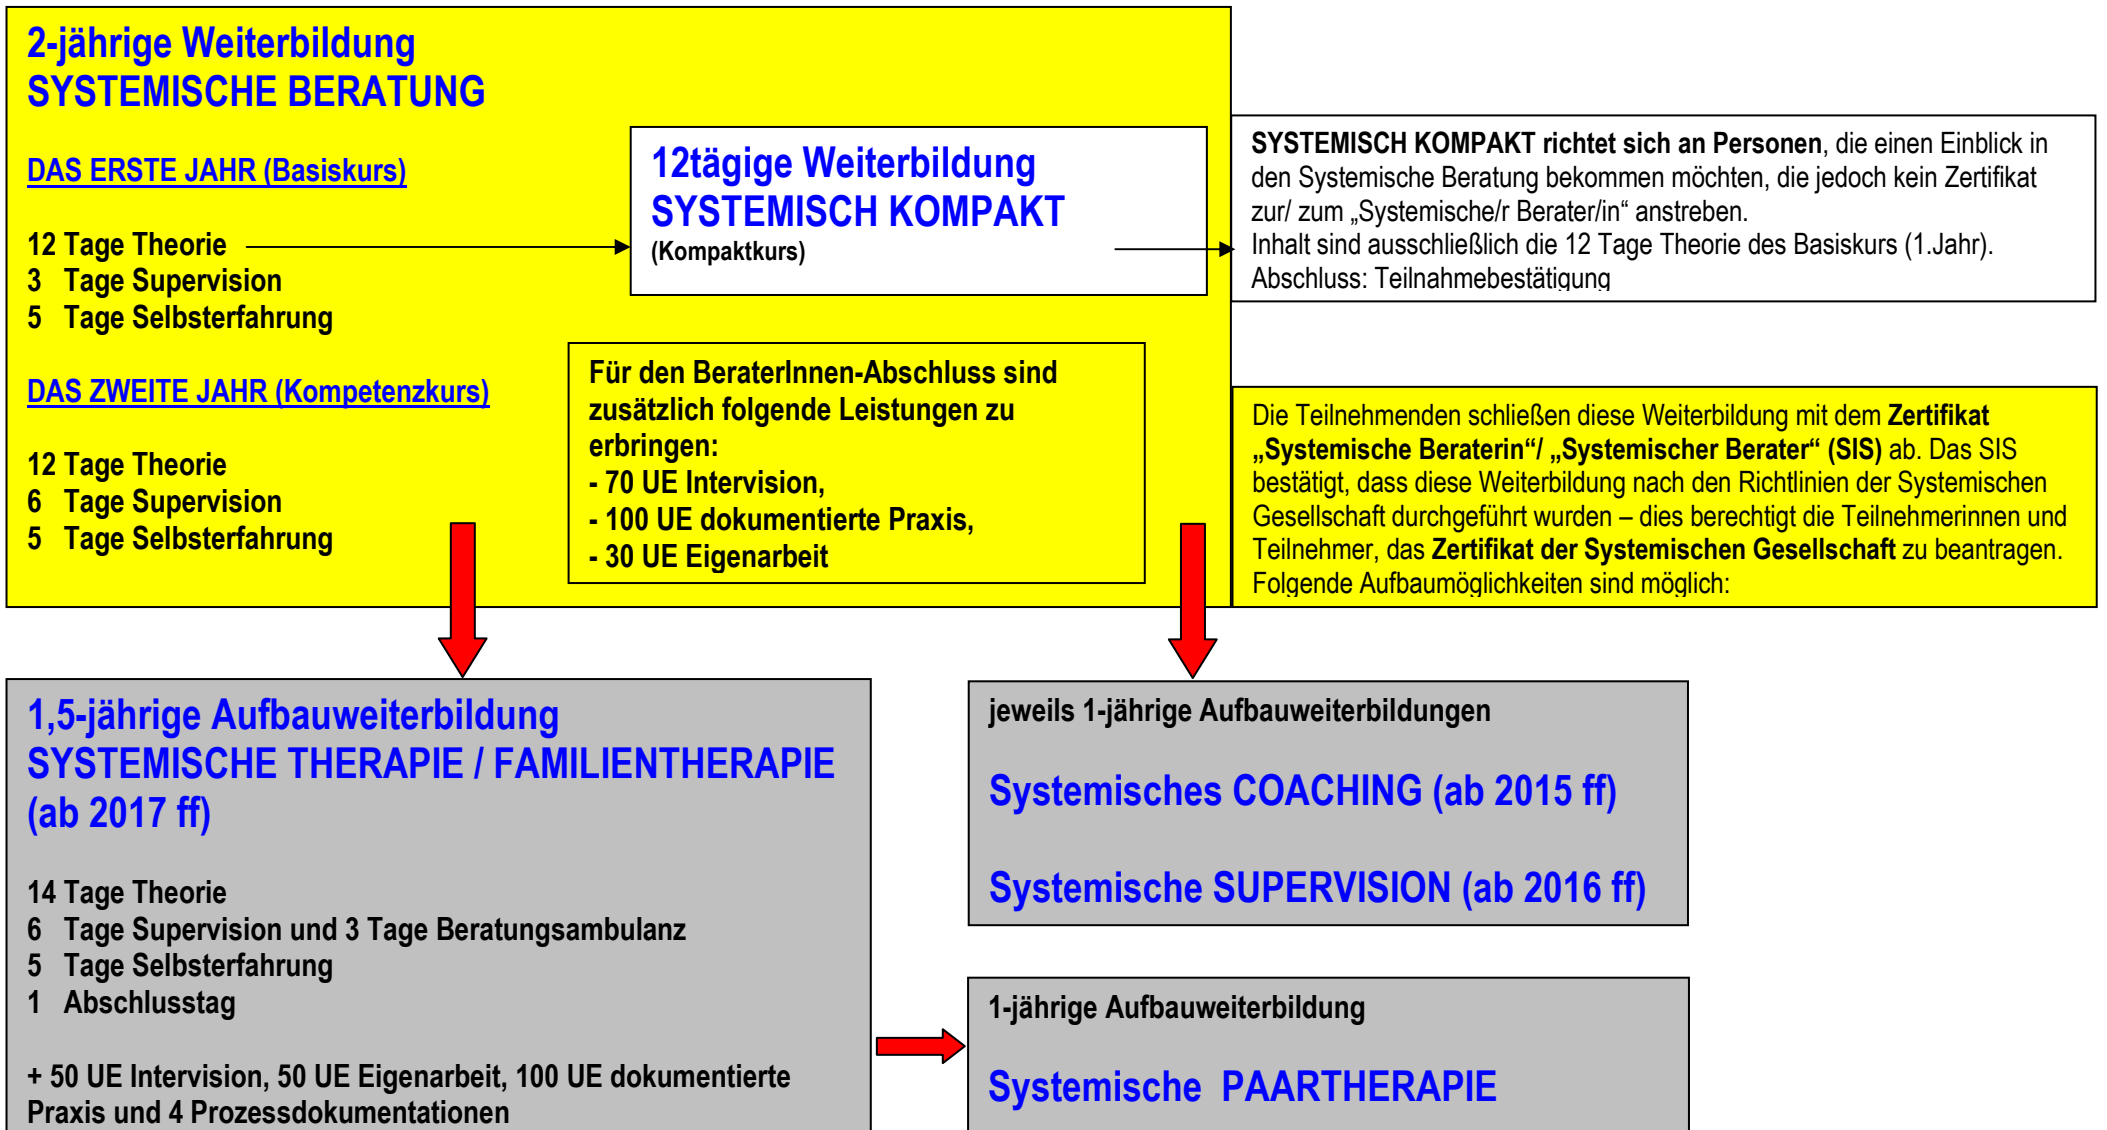 2-jährige Weiterbildung
SYSTEMISCHE BERATUNG
DAS ERSTE JAHR (Basiskurs)
12 Tage Theorie
3 Tage Supervision
5 Tage Selbsterfahrung
DAS ZWEITE JAHR (Kompetenzkurs)
12 Tage Theorie
6 Tage Supervision
5 Tage Selbsterfahrung
12tägige Weiterbildung
SYSTEMISCH KOMPAKT
(Kompaktkurs)
Für den BeraterInnen-Abschluss sind
zusätzlich folgende Leistungen zu
erbringen:
- 70 UE Intervision,
- 100 UE dokumentierte Praxis,
- 30 UE Eigenarbeit
SYSTEMISCH KOMPAKT richtet sich an Personen, die einen Einblick in
den Systemische Beratung bekommen möchten, die jedoch kein Zertifikat
zur/ zum „Systemische/r Berater/in“ anstreben.
Inhalt sind ausschließlich die 12 Tage Theorie des Basiskurs (1.Jahr).
Abschluss: Teilnahmebestätigung
Die Teilnehmenden schließen diese Weiterbildung mit dem Zertifikat
„Systemische Beraterin“/ „Systemischer Berater“ (SIS) ab. Das SIS
bestätigt, dass diese Weiterbildung nach den Richtlinien der Systemischen
Gesellschaft durchgeführt wurden – dies berechtigt die Teilnehmerinnen und
Teilnehmer, das Zertifikat der Systemischen Gesellschaft zu beantragen.
Folgende Aufbaumöglichkeiten sind möglich:
1,5-jährige Aufbauweiterbildung
SYSTEMISCHE THERAPIE / FAMILIENTHERAPIE
(ab 2017 ff)
14 Tage Theorie
6 Tage Supervision und 3 Tage Beratungsambulanz
5 Tage Selbsterfahrung
1 Abschlusstag
+ 50 UE Intervision, 50 UE Eigenarbeit, 100 UE dokumentierte
Praxis und 4 Prozessdokumentationen
jeweils 1-jährige Aufbauweiterbildungen
Systemisches COACHING (ab 2015 ff)
Systemische SUPERVISION (ab 2016 ff)
1-jährige Aufbauweiterbildung
Systemische PAARTHERAPIE